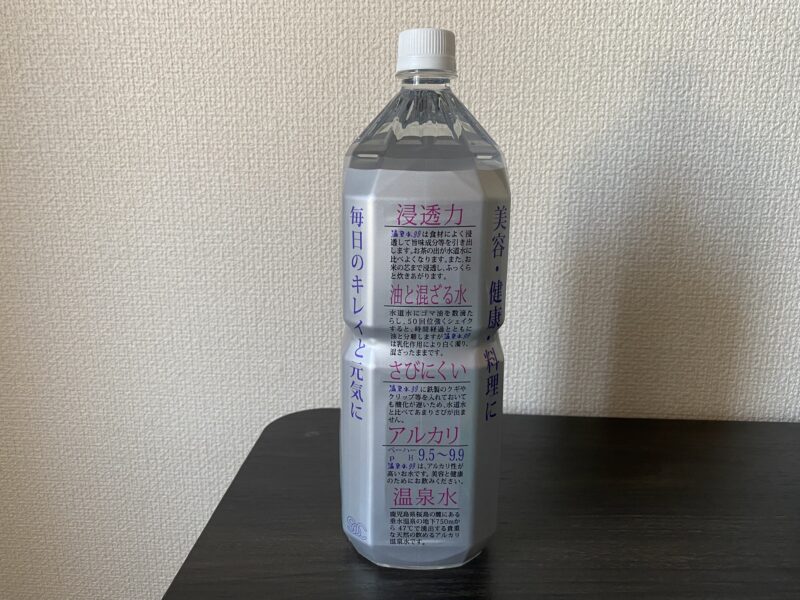 毎日のキレイと元気に
浸透力
温泉水99は食材によく浸
透して旨味成分等を引き出
します。お茶の出が水道水に
比べよくなります。また、お
米の芯まで浸透し、ふっくら
と炊きあがります。
油と混ざる水
水道水にゴマ油を数滴た
らし、50回位強くシェイク
すると、時間経過とともに
油と分離しますが温泉水99
は乳化作用により白く濁り、
混ざったままです。
さびにくい
温泉水99に鉄製のクギや
クリップ等を入れておいて
も酸化が遅いため、水道水
と比べてあまりさびが出ま
せん。
アルカリ
ペーハー
pH 9.5〜9.9
温泉水99は、アルカリ性が
高いお水です。美容と健康
のためにお飲みください。
温泉水
鹿児島県桜島の麓にある
垂水温泉の地下750mか
ら47℃で湧出する貴重
な天然の飲めるアルカリ
温泉水です。
美容・健康・料理に